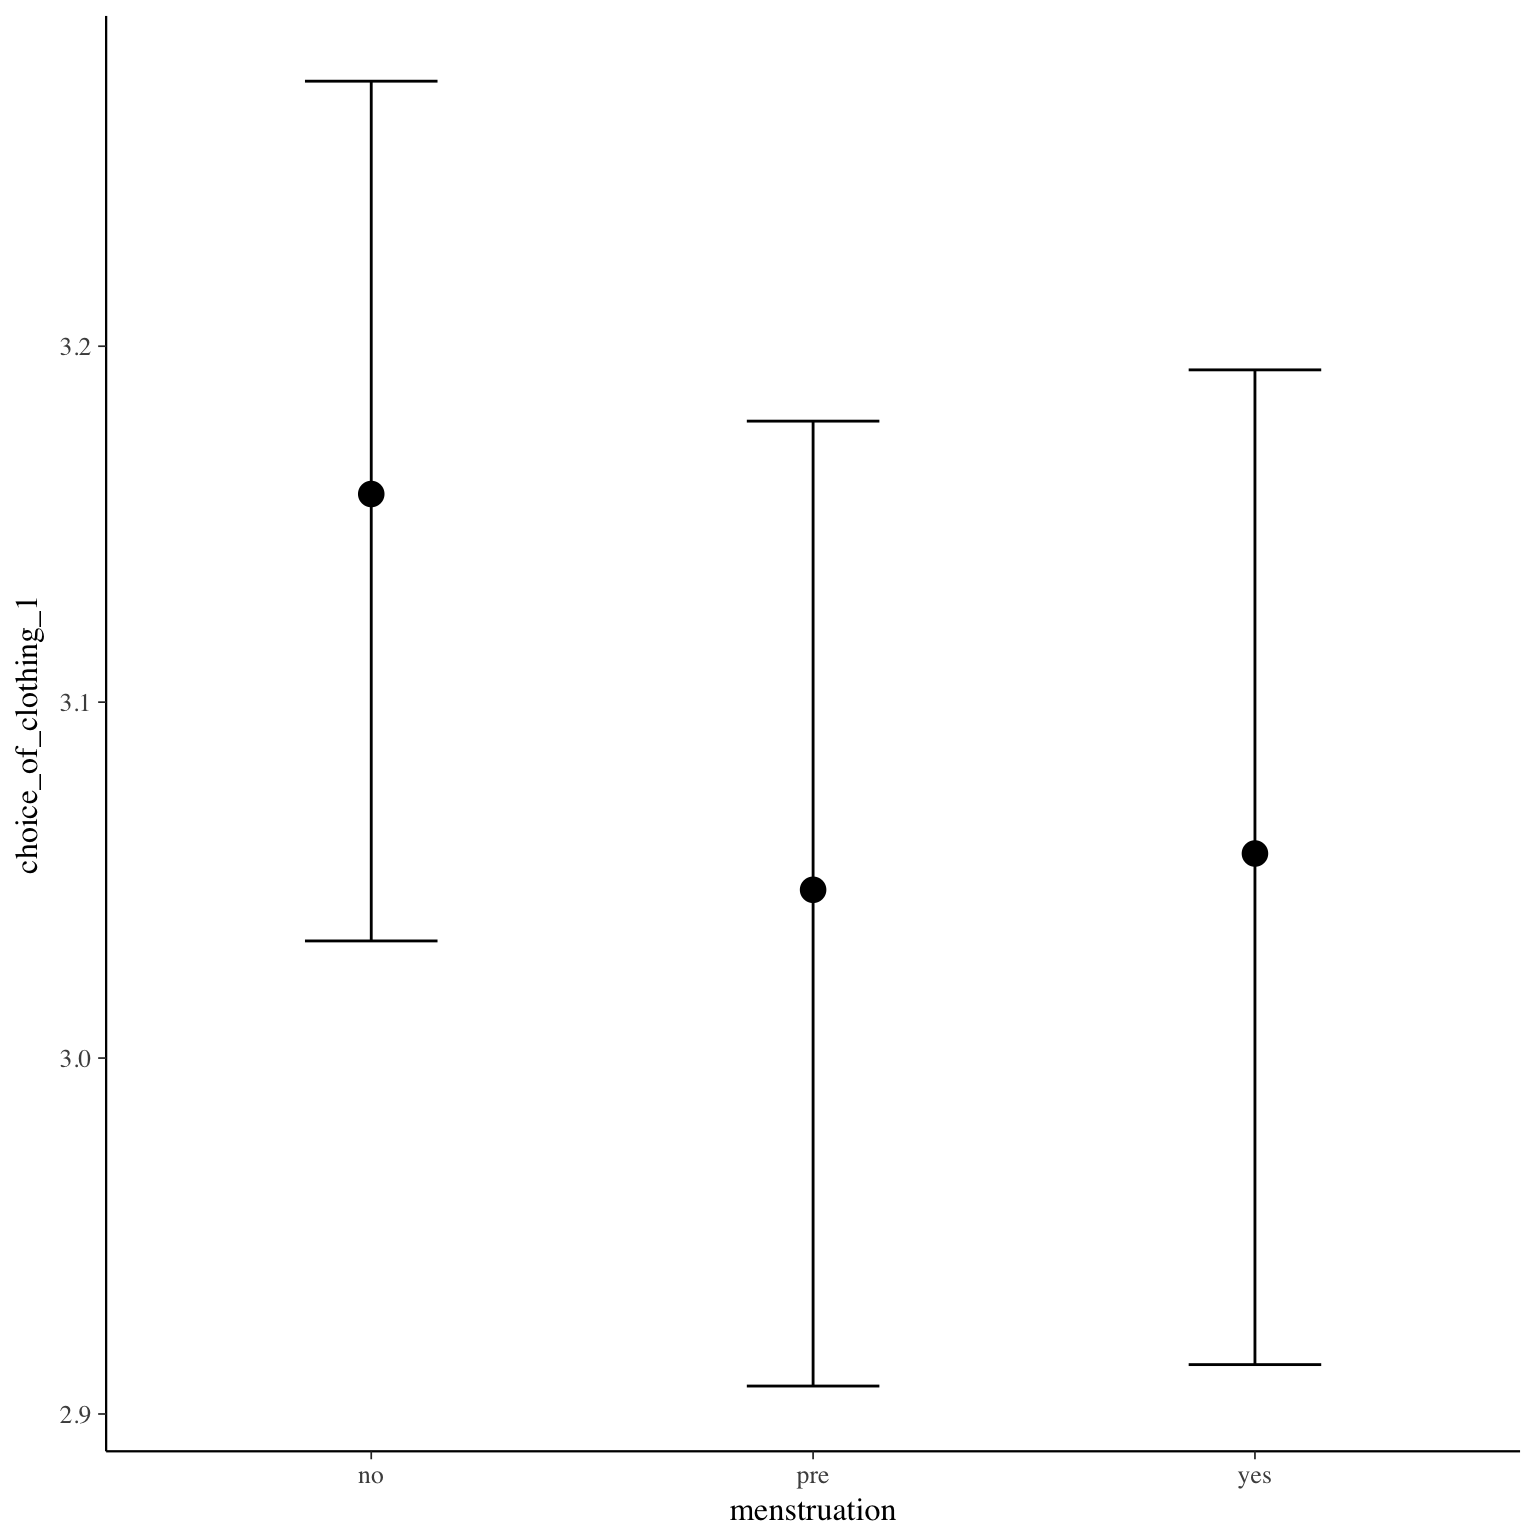 choice_of_clothing_1
3.2
3.1
3.0
2.9
no
pre
yes
menstruation